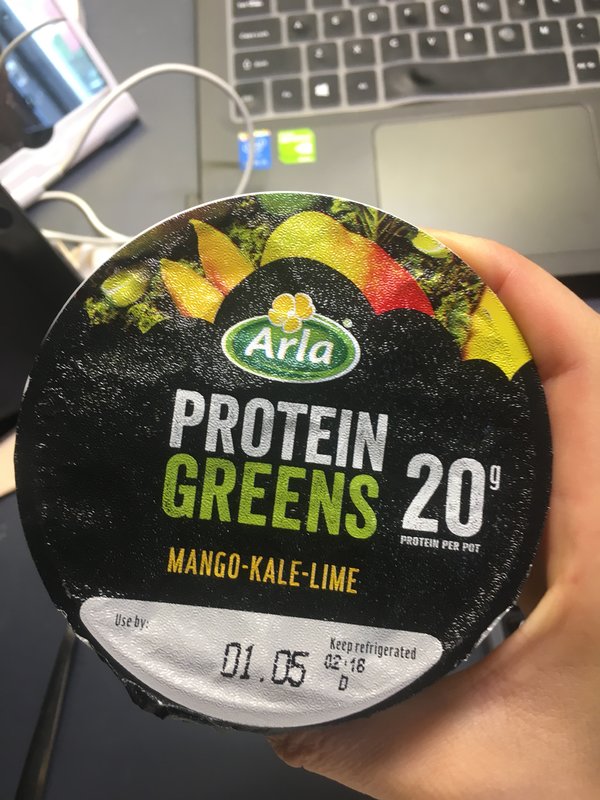 Arla
PROTEIN
GREENS
20g
PROTEIN PER POT
MANGO-KALE-LIME
Use by:
Keep refrigerated
01.05
02:18
D